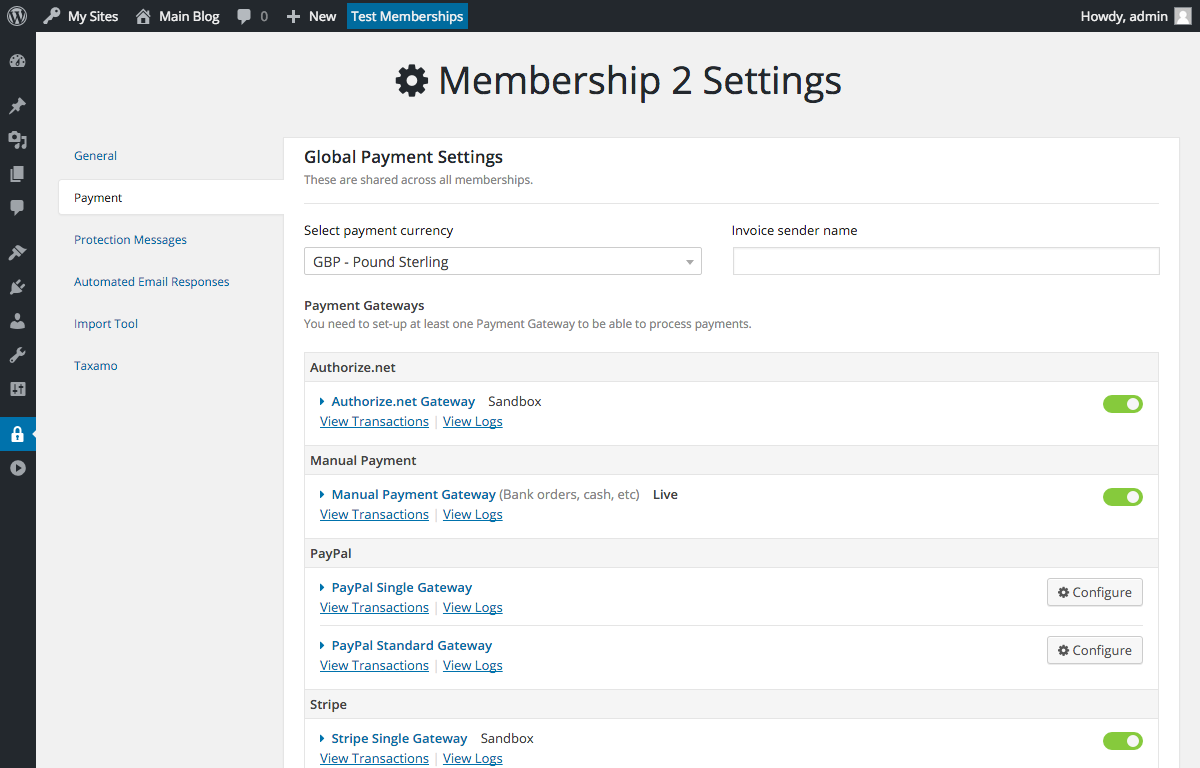 My Sites Main Blog 0 New Test Memberships Howdy, admin
Membership 2 Settings
General
Payment
Protection Messages
Automated Email Responses
Import Tool
Taxamo
Global Payment Settings
These are shared across all memberships.
Select payment currency Invoice sender name
GBP - Pound Sterling
Payment Gateways
You need to set-up at least one Payment Gateway to be able to process payments.
Authorize.net
Authorize.net Gateway Sandbox
View Transactions | View Logs
Manual Payment
Manual Payment Gateway (Bank orders, cash, etc) Live
View Transactions | View Logs
PayPal
PayPal Single Gateway Configure
View Transactions | View Logs
PayPal Standard Gateway Configure
View Transactions | View Logs
Stripe
Stripe Single Gateway Sandbox
View Transactions | View Logs